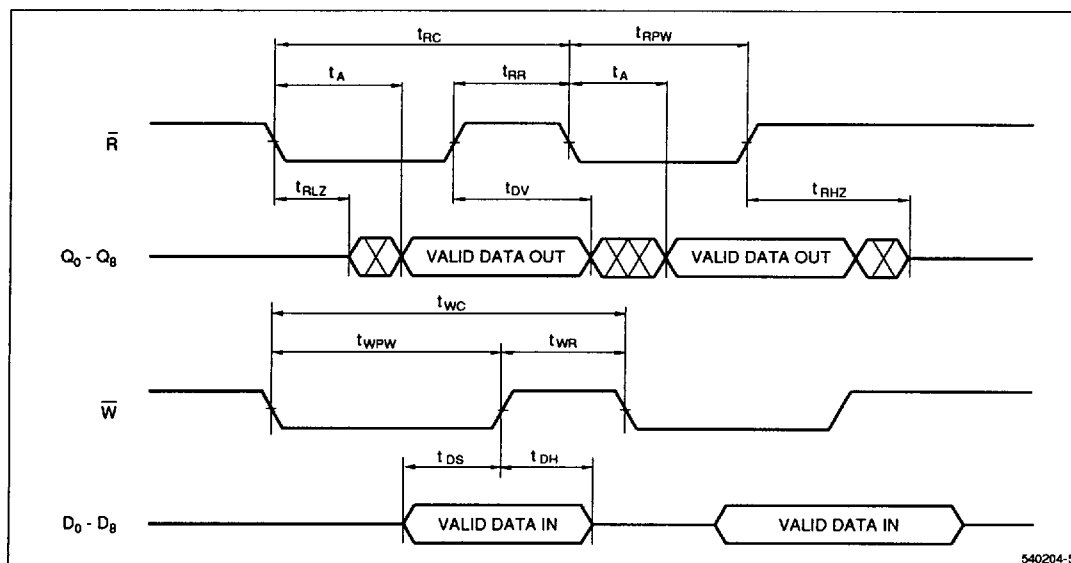 tRC tRPW
tA tRR tA
R̅
tRLZ tDV tRHZ
Q0 - Q8 VALID DATA OUT VALID DATA OUT
tWC
tWPW tWR
W̅
tDS tDH
D0 - D8 VALID DATA IN VALID DATA IN
540204-5